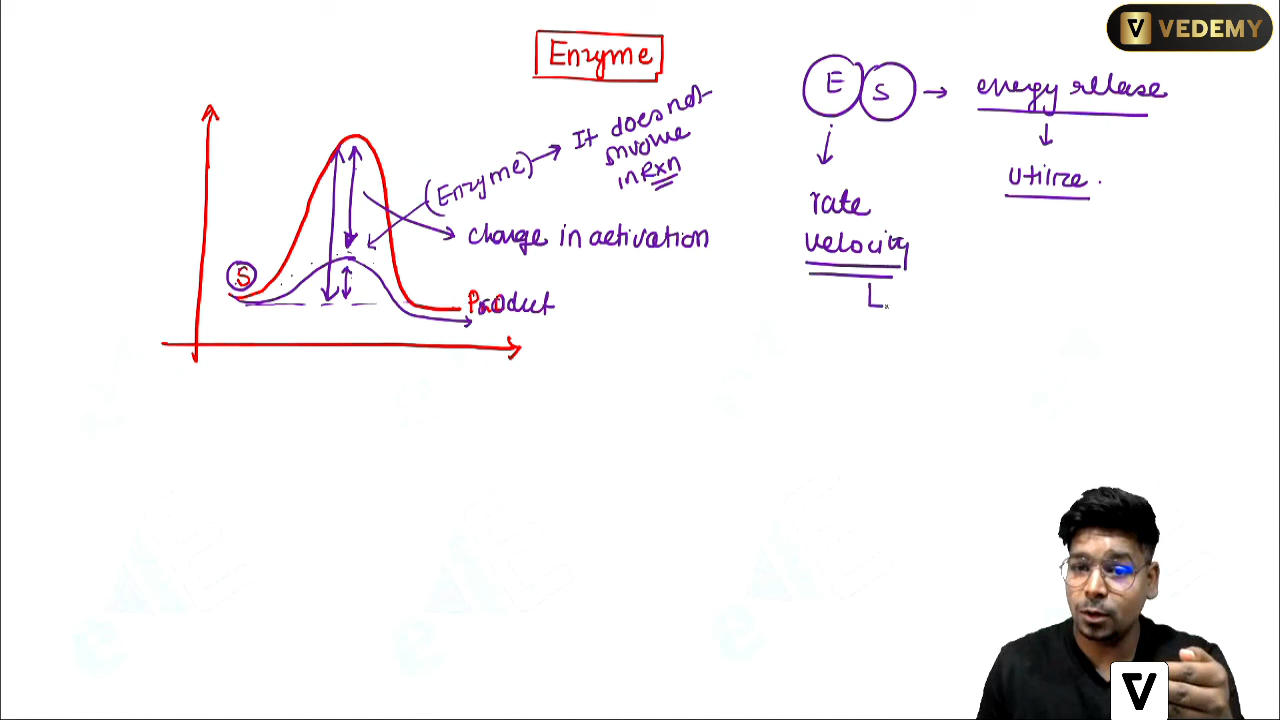 VEDEMY
Enzyme
E S → energy release
utilize.
(Enzyme) → It does not
involve
in Rxn
rate
velocity
change in activation
S
Product